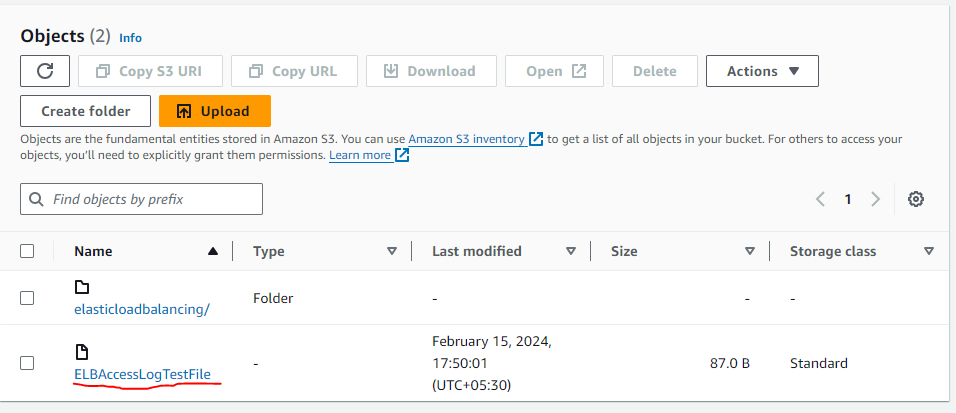 Objects (2) Info
Copy S3 URI Copy URL Download Open Delete Actions
Create folder Upload
Objects are the fundamental entities stored in Amazon S3. You can use Amazon S3 inventory to get a list of all objects in your bucket. For others to access your
objects, you'll need to explicitly grant them permissions. Learn more
Find objects by prefix 1
Name Type Last modified Size Storage class
elasticloadbalancing/ Folder - - -
ELBAccessLogTestFile - February 15, 2024, 87.0 B Standard
17:50:01
(UTC+05:30)